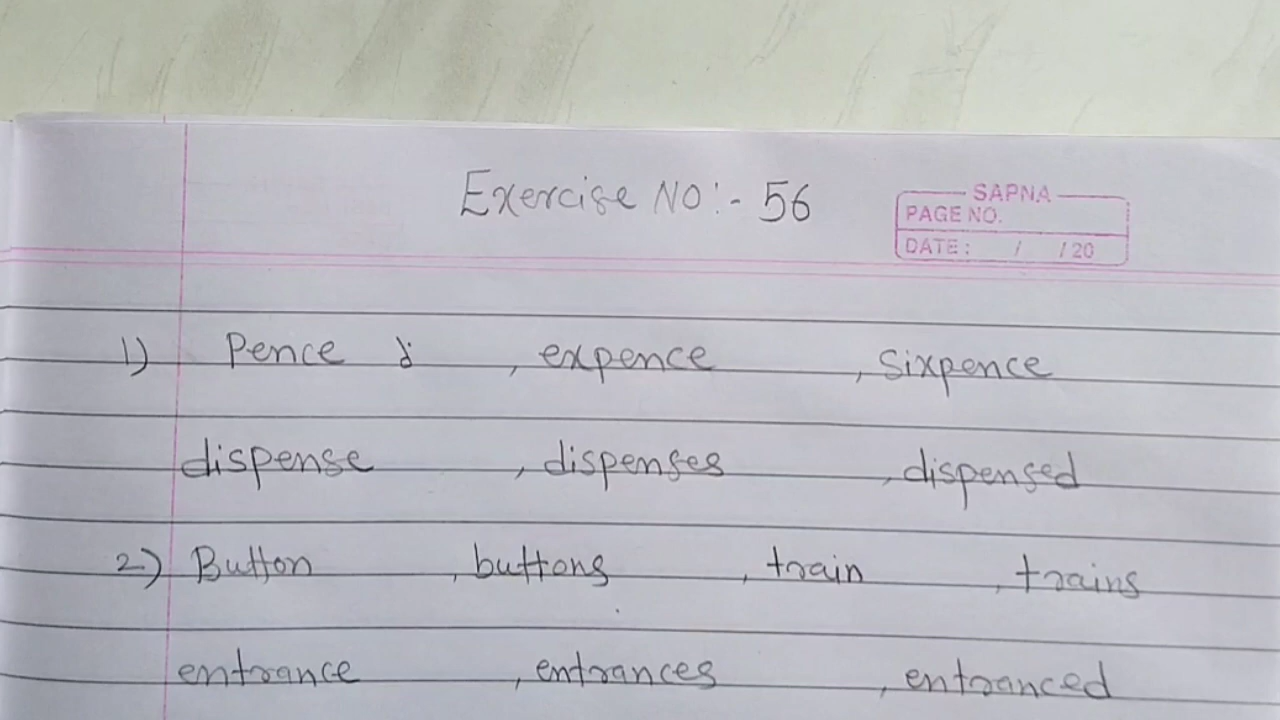 Exercise NO:- 56
SAPNA
PAGE NO.
DATE: / /20
1) Pence , expence , Sixpence
dispense , dispenses , dispensed
2) Button , buttons , train , trains
entrance , entrances , entranced